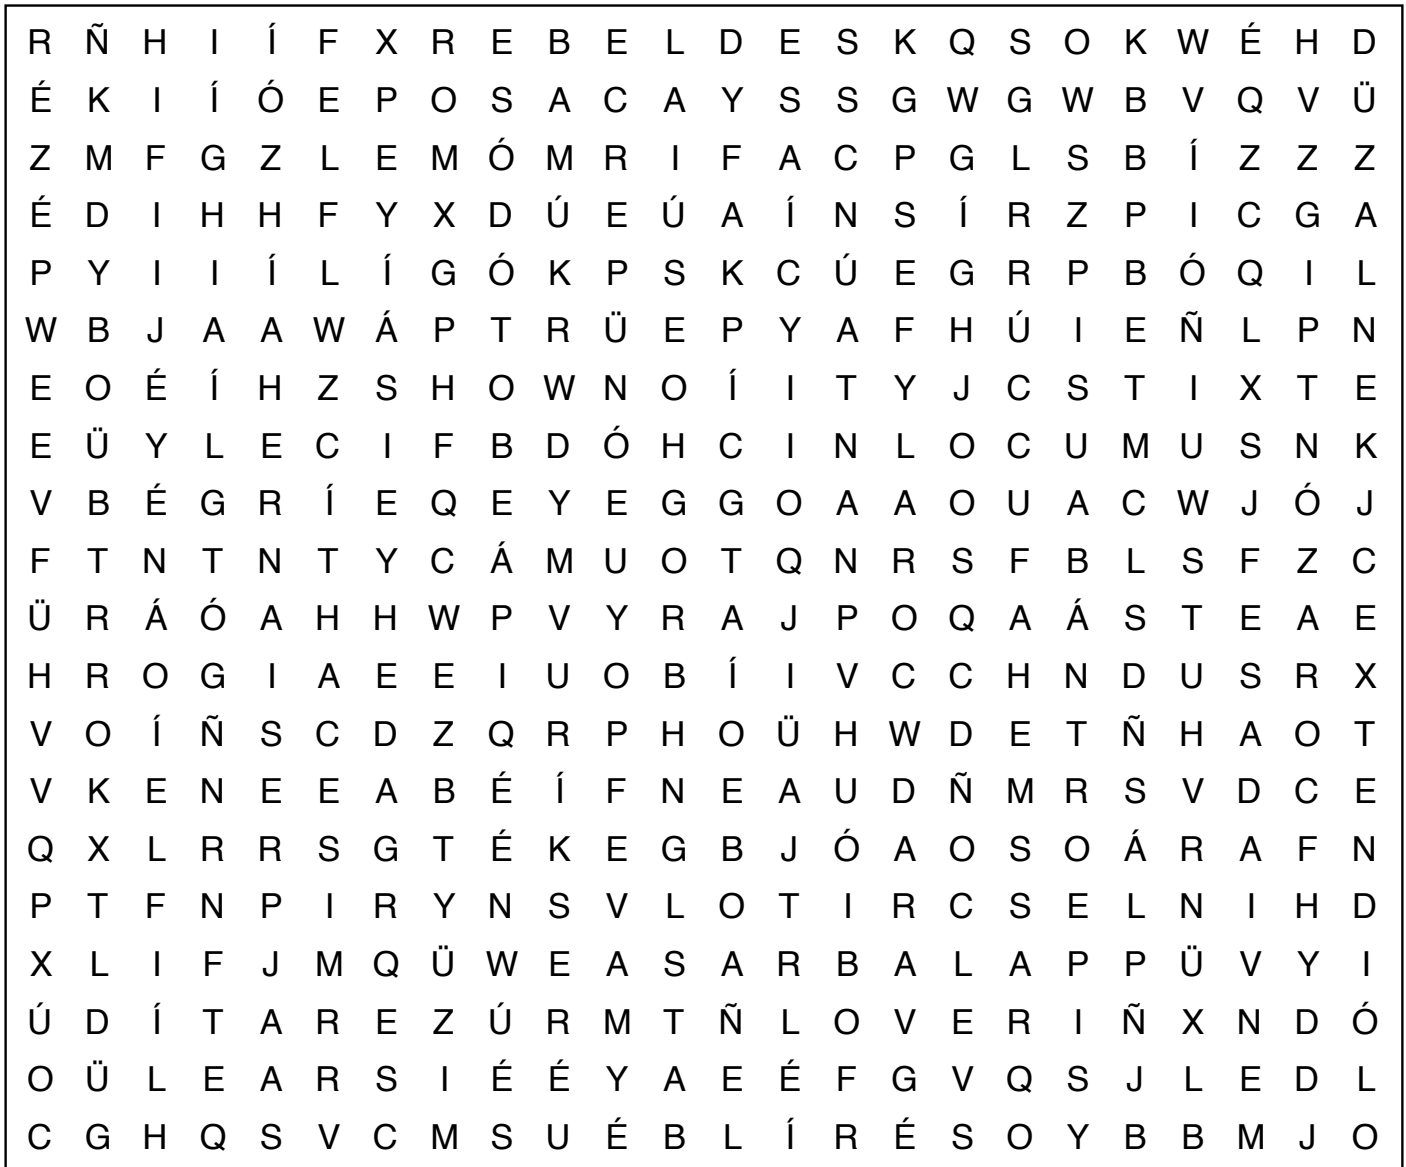 R Ñ H I Í F X R E B E L D E S K Q S O K W É H D
É K I Í Ó E P O S A C A Y S S G W G W B V Q V Ü
Z M F G Z L E M Ó M R I F A C P G L S B Í Z Z Z
É D I H H F Y X D Ú E Ú A Í N S Í R Z P I C G A
P Y I I Í L Í G Ó K P S K C Ú E G R P B Ó Q I L
W B J A A W Á P T R Ü E P Y A F H Ú I E Ñ L P N
E O É Í H Z S H O W N O Í I T Y J C S T I X T E
E Ü Y L E C I F B D Ó H C I N L O C U M U S N K
V B É G R Í E Q E Y E G G O A A O U A C W J Ó J
F T N T N T Y C Á M U O T Q N R S F B L S F Z C
Ü R Á Ó A H H W P V Y R A J P O Q A Á S T E A E
H R O G I A E E I U O B Í I V C C H N D U S R X
V O Í Ñ S C D Z Q R P H O Ü H W D E T Ñ H A O T
V K E N E E A B É Í F N E A U D Ñ M R S V D C E
Q X L R R S G T É K E G B J Ó A O S O Á R A F N
P T F N P I R Y N S V L O T I R C S E L N I H D
X L I F J M Q Ü W E A S A R B A L A P P Ü V Y I
Ú D Í T A R E Z Ú R M T Ñ L O V E R I Ñ X N D Ó
O Ü L E A R S I É É Y A E É F G V Q S J L E D L
C G H Q S V C M S U É B L Í R É S O Y B B M J O